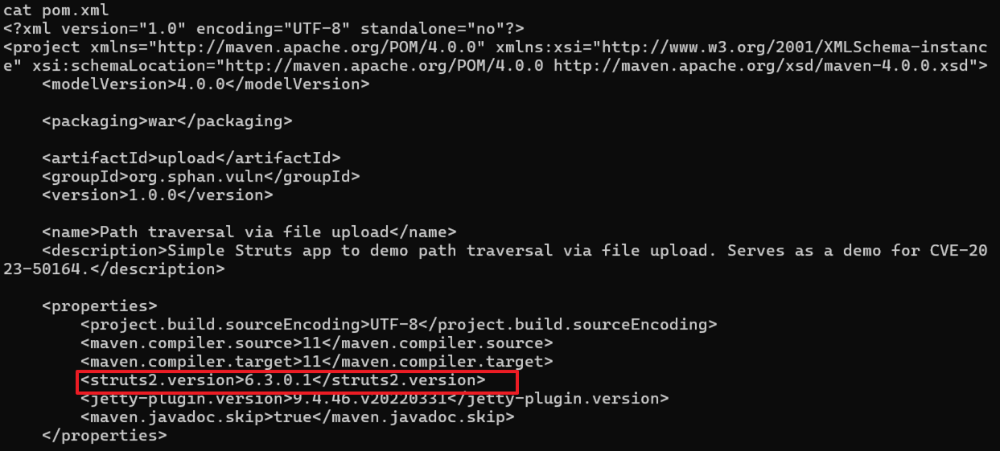 cat pom.xml
<?xml version="1.0" encoding="UTF-8" standalone="no"?>
<project xmlns="http://maven.apache.org/POM/4.0.0" xmlns:xsi="http://www.w3.org/2001/XMLSchema-instanc
e" xsi:schemaLocation="http://maven.apache.org/POM/4.0.0 http://maven.apache.org/xsd/maven-4.0.0.xsd">
    <modelVersion>4.0.0</modelVersion>

    <packaging>war</packaging>

    <artifactId>upload</artifactId>
    <groupId>org.sphan.vuln</groupId>
    <version>1.0.0</version>

    <name>Path traversal via file upload</name>
    <description>Simple Struts app to demo path traversal via file upload. Serves as a demo for CVE-20
23-50164.</description>

    <properties>
        <project.build.sourceEncoding>UTF-8</project.build.sourceEncoding>
        <maven.compiler.source>11</maven.compiler.source>
        <maven.compiler.target>11</maven.compiler.target>
        <struts2.version>6.3.0.1</struts2.version>
        <jetty-plugin.version>9.4.46.v20220331</jetty-plugin.version>
        <maven.javadoc.skip>true</maven.javadoc.skip>
    </properties>